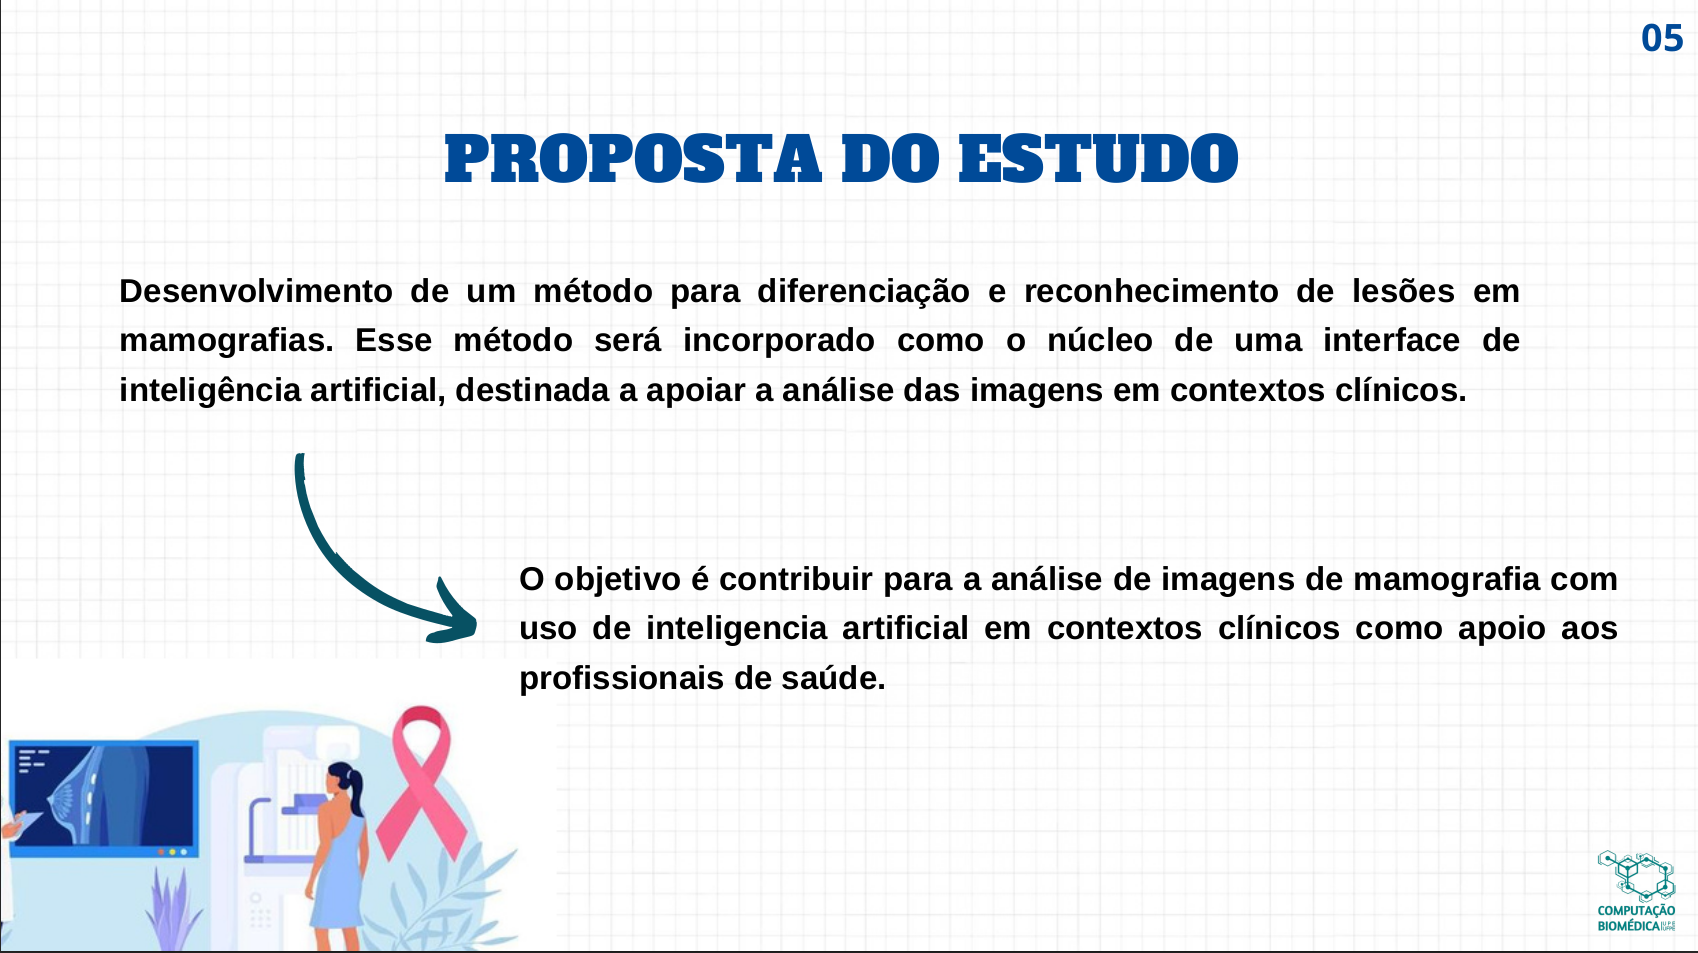 05
PROPOSTA DO ESTUDO
Desenvolvimento de um método para diferenciação e reconhecimento de lesões em
mamografias. Esse método será incorporado como o núcleo de uma interface de
inteligência artificial, destinada a apoiar a análise das imagens em contextos clínicos.
O objetivo é contribuir para a análise de imagens de mamografia com
uso de inteligencia artificial em contextos clínicos como apoio aos
profissionais de saúde.
COMPUTAÇÃO
BIOMÉDICA